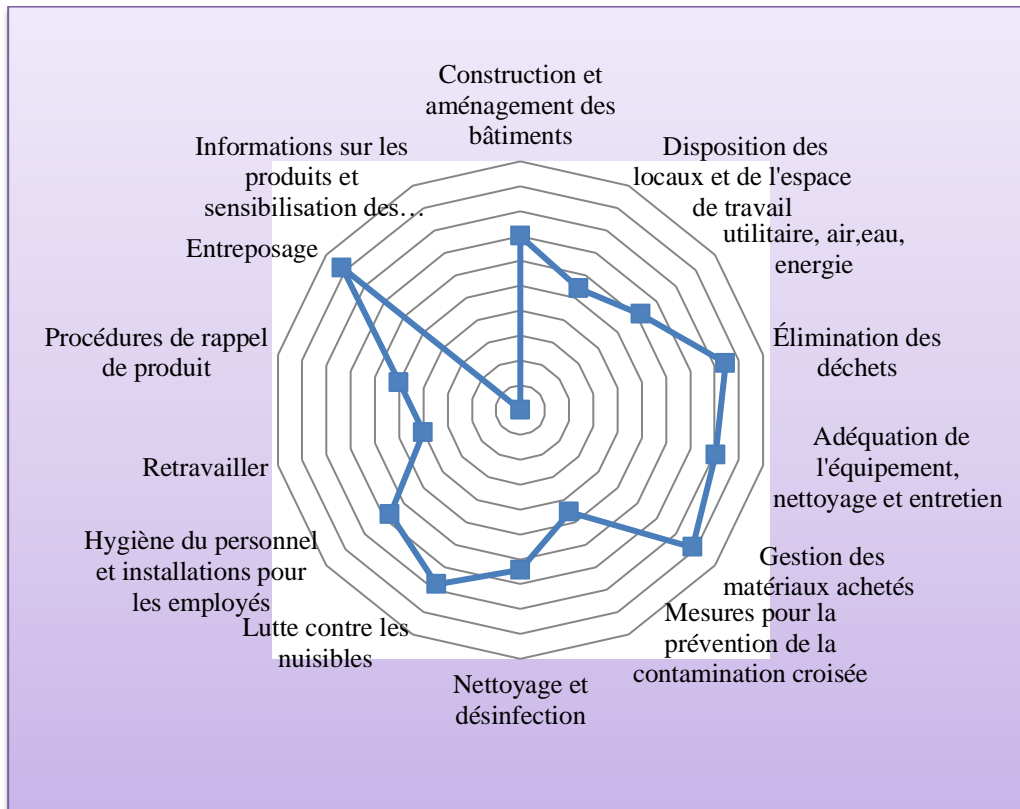 Construction et
aménagement des
bâtiments
Disposition des
locaux et de l'espace
de travail
utilitaire, air,eau,
energie
Élimination des
déchets
Adéquation de
l'équipement,
nettoyage et entretien
Gestion des
matériaux achetés
Mesures pour la
prévention de la
contamination croisée
Nettoyage et
désinfection
Lutte contre les
nuisibles
Hygiène du personnel
et installations pour
les employés
Retravailler
Procédures de rappel
de produit
Entreposage
Informations sur les
produits et
sensibilisation des…